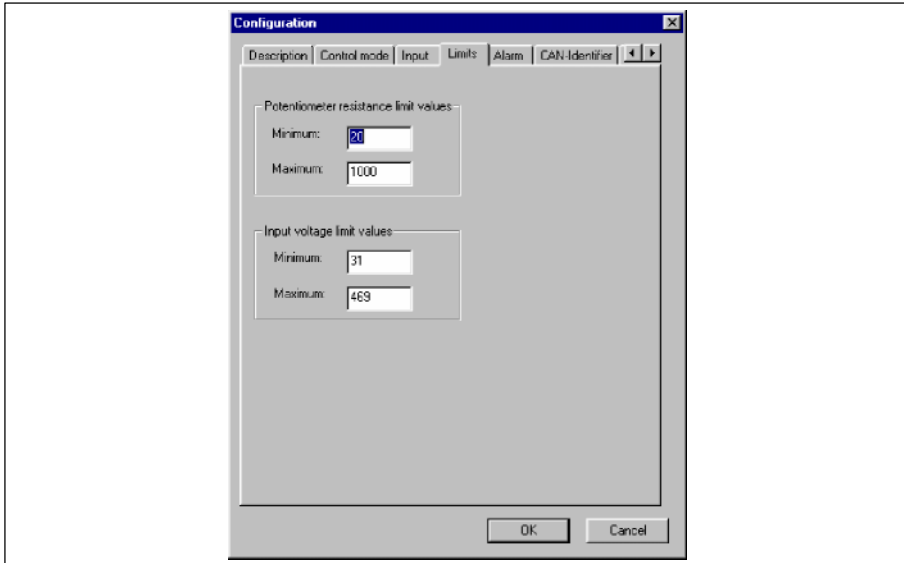 Configuration
Description Control mode Input Limits Alarm CAN-Identifier
Potentiometer resistance limit values
Minimum: 20
Maximum: 1000
Input voltage limit values
Minimum: 31
Maximum: 469
OK Cancel